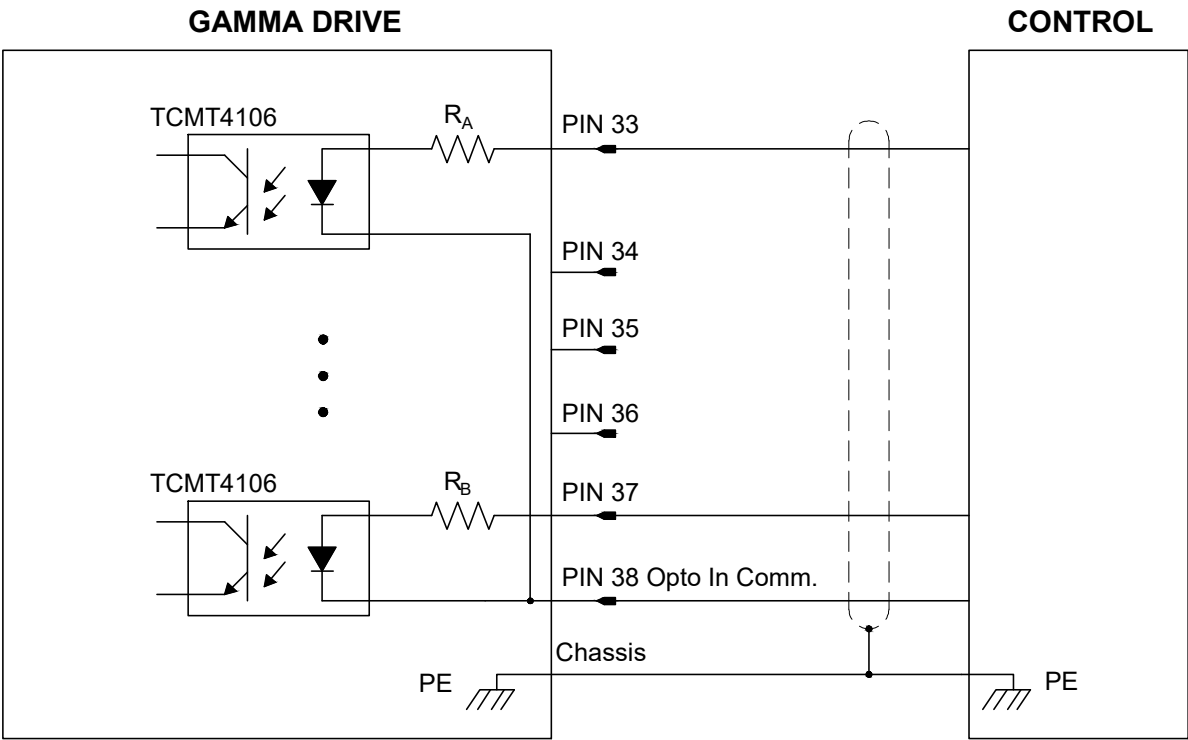 GAMMA DRIVE
CONTROL
TCMT4106
RA
PIN 33
PIN 34
PIN 35
PIN 36
TCMT4106
RB
PIN 37
PIN 38 Opto In Comm.
Chassis
PE
PE